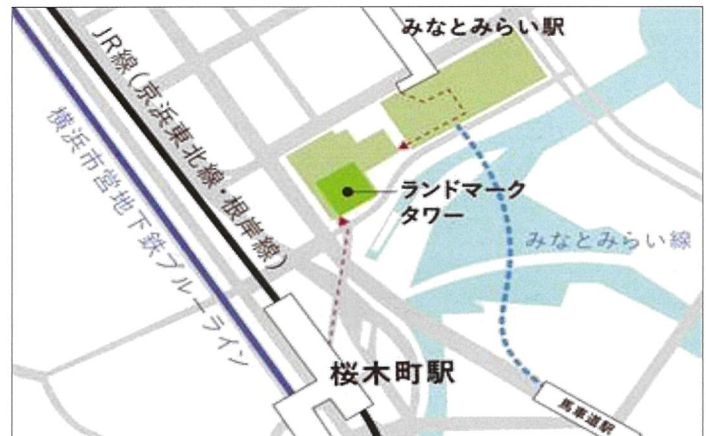 みなとみらい駅
JR線(京浜東北線・根岸線)
横浜市営地下鉄ブルーライン
ランドマーク
タワー
みなとみらい線
桜木町駅
馬車道駅